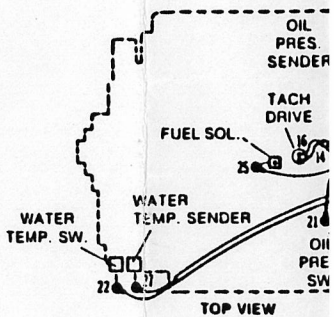 OIL
PRES.
SENDER
TACH
DRIVE
FUEL SOL.
16
14
25
WATER
TEMP. SW.
WATER
TEMP. SENDER
21
OIL
PRE
SW
22
TOP VIEW